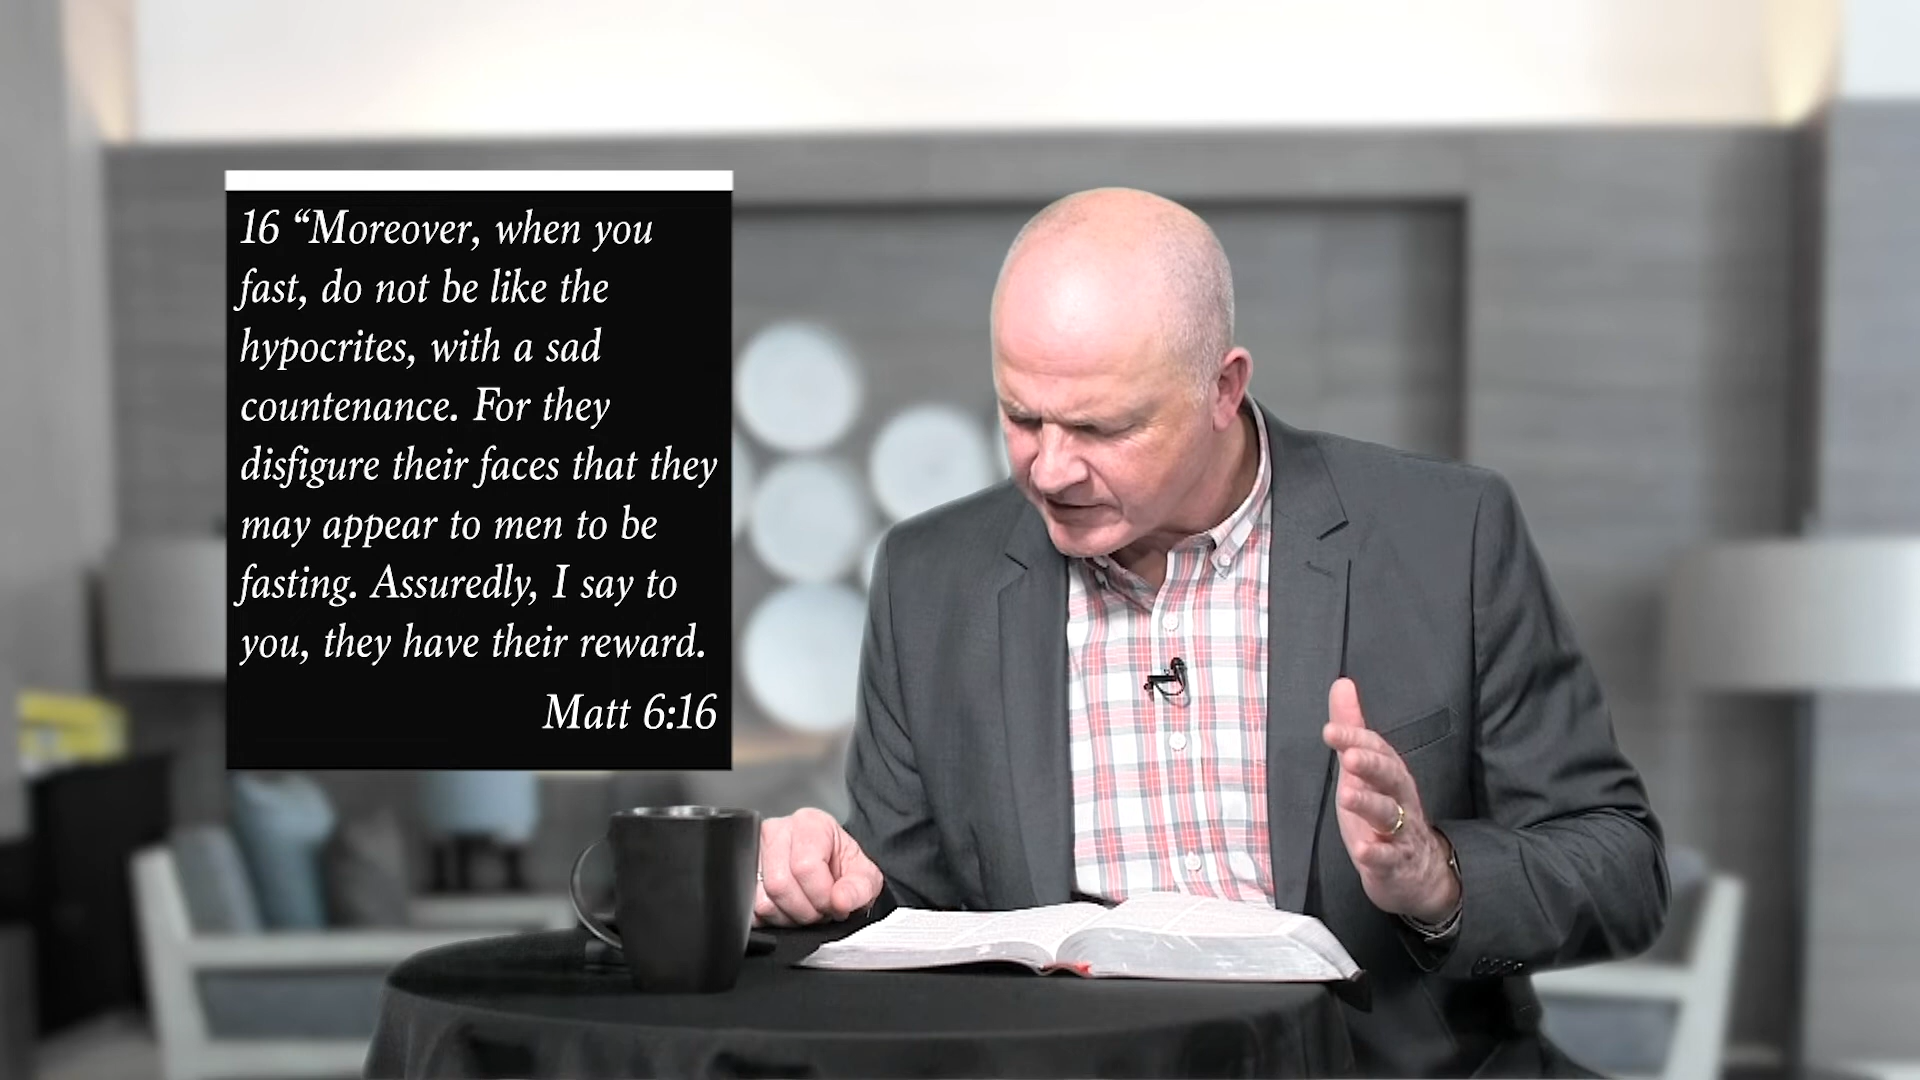 16 “Moreover, when you
fast, do not be like the
hypocrites, with a sad
countenance. For they
disfigure their faces that they
may appear to men to be
fasting. Assuredly, I say to
you, they have their reward.
Matt 6:16